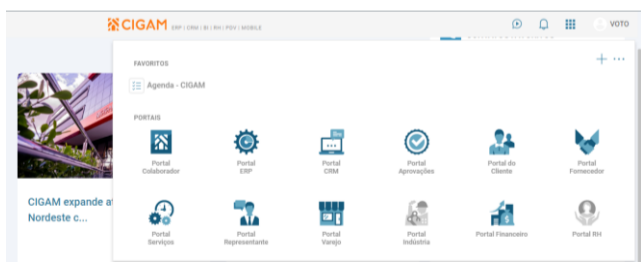 CIGAM ERP | CRM | BI | RH | PDV | MOBILE
VOTO
FAVORITOS
Agenda - CIGAM
PORTAIS
Portal Colaborador
Portal ERP
Portal CRM
Portal Aprovações
Portal do Cliente
Portal Fornecedor
CIGAM expande a
Nordeste c...
Portal Serviços
Portal Representante
Portal Varejo
Portal Indústria
Portal Financeiro
Portal RH